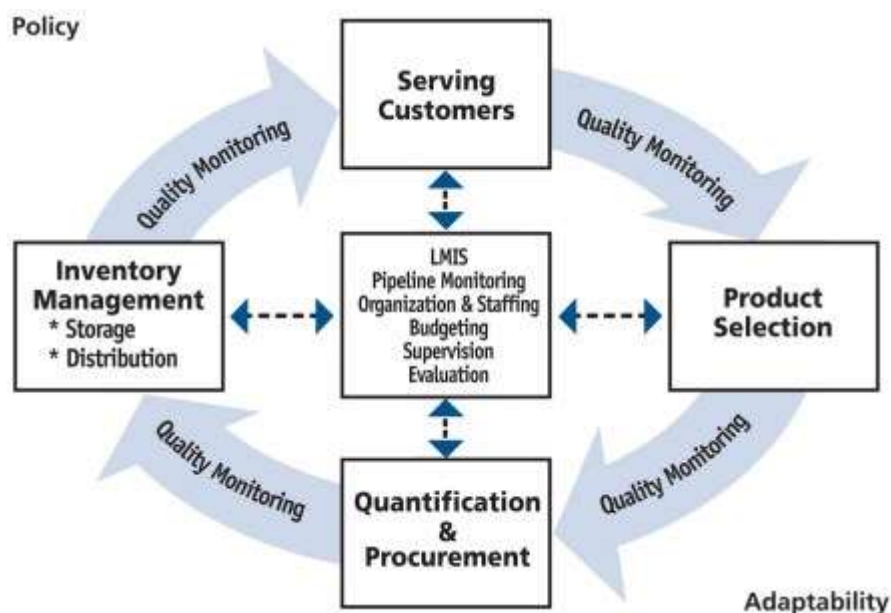 Policy
Serving
Customers
Quality Monitoring
Quality Monitoring
Inventory
Management
* Storage
* Distribution
LMIS
Pipeline Monitoring
Organization & Staffing
Budgeting
Supervision
Evaluation
Product
Selection
Quality Monitoring
Quality Monitoring
Quantification
&
Procurement
Adaptability